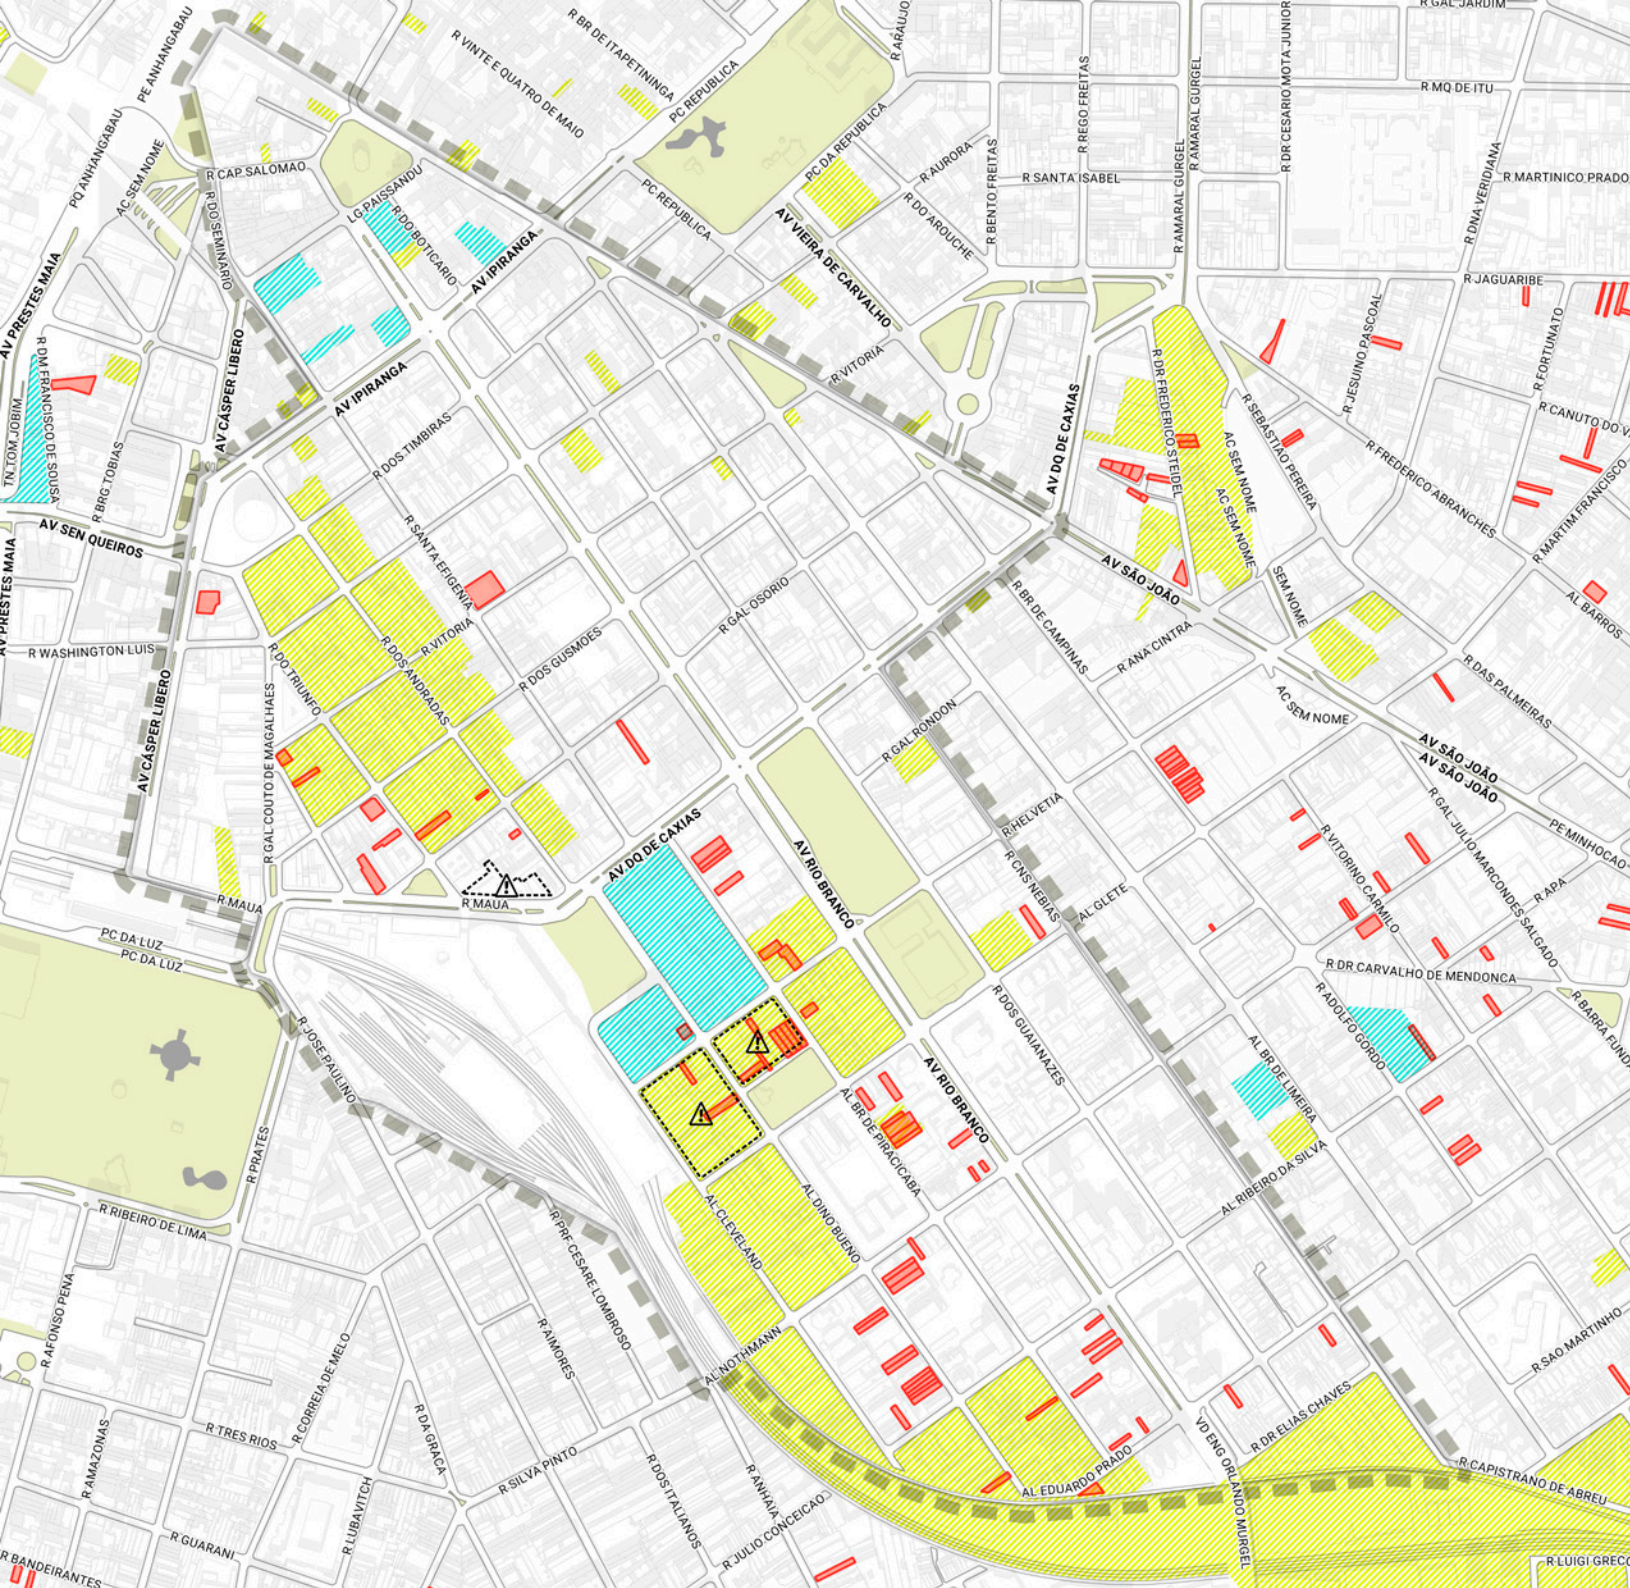 R GAL JARDIM
R BR DE ITAPETININGA
R VINTE E QUATRO DE MAIO
PE ANHANGABAU
PC REPUBLICA
R ARAUJO
R REGO FREITAS
R AMARAL GURGEL
R DR CESARIO MOTA JUNIOR
R MQ DE ITU
PQ ANHANGABAU
AC SEM NOME
R CAP SALOMAO
LG PAISSANDU
R DO BOTICARIO
PC REPUBLICA
PC DA REPUBLICA
R AURORA
R DO AROUCHE
R BENTO FREITAS
R SANTA ISABEL
R AMARAL GURGEL
R DNA VERIDIANA
R MARTINICO PRADO
AV PRESTES MAIA
R DO SEMINARIO
AV IPIRANGA
AV VIEIRA DE CARVALHO
R JAGUARIBE
R DM FRANCISCO DE SOUSA
TN TOM JOBIM
AV CÁSPER LIBERO
AV IPIRANGA
R VITORIA
AV DQ DE CAXIAS
R DR FREDERICO STEIDEL
R JESUINO PASCOAL
R FORTUNATO
R CANUTO DO V
R BRG TOBIAS
R DOS TIMBIRAS
AC SEM NOME
AC SEM NOME
R SEBASTIAO PEREIRA
R FREDERICO ABRANCHES
R MARTIM FRANCISCO
AV SEN QUEIROS
AV PRESTES MAIA
R SANTA EFIGENIA
R GAL OSORIO
AV SÃO JOÃO
SEM NOME
AL BARROS
R WASHINGTON LUIS
R DO TRIUNFO
R DOS ANDRADAS
R VITORIA
R DOS GUSMOES
R BR DE CAMPINAS
R ANA CINTRA
R DAS PALMEIRAS
AC SEM NOME
AV CÁSPER LIBERO
R GAL COUTO DE MAGALHAES
R GAL RONDON
AV SÃO JOÃO
AV SÃO JOÃO
AV DQ DE CAXIAS
R HELVETIA
R GAL JULIO MARCONDES SALGADO
PE MINHOCAO
AV RIO BRANCO
R CNS NEBIAS
AL GLETE
R VITORINO CARMILO
R APA
R MAUA
R MAUA
PC DA LUZ
PC DA LUZ
R DR CARVALHO DE MENDONCA
R JOSE PAULINO
R DOS GUAIANAZES
R ADOLFO GORDO
R BARRA FUNDA
AV RIO BRANCO
AL BR DE LIMEIRA
R PRATES
AL BR DE PIRACICABA
AL RIBEIRO DA SILVA
R RIBEIRO DE LIMA
R PRF CESARE LOMBROSO
AL CLEVELAND
AL DINO BUENO
R AFONSO PENA
R CORREIA DE MELO
R AIMORES
AL NOTHMANN
R SAO MARTINHO
R TRES RIOS
R DA GRACA
R AMAZONAS
R SILVA PINTO
R DOS ITALIANOS
R ANHAIA
AL EDUARDO PRADO
VD ENG ORLANDO MURGEL
R DR ELIAS CHAVES
R CAPISTRANO DE ABREU
R GUARANI
R LUBAVITCH
R JULIO CONCEICAO
R BANDEIRANTES
R LUIGI GRECO